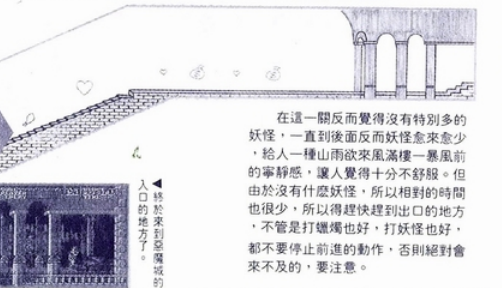 在這一關反而覺得沒有特別多的
妖怪，一直到後面反而妖怪愈來愈少
，給人一種山雨欲來風滿樓—暴風前
的寧靜感，讓人覺得十分不舒服。但
由於沒有什麼妖怪，所以相對的時間
也很少，所以得趕快趕到出口的地方
，不管是打蠟燭也好，打妖怪也好，
都不要停止前進的動作，否則絕對會
來不及的，要注意。
◀終於來到惡魔城的
入口的地方了。